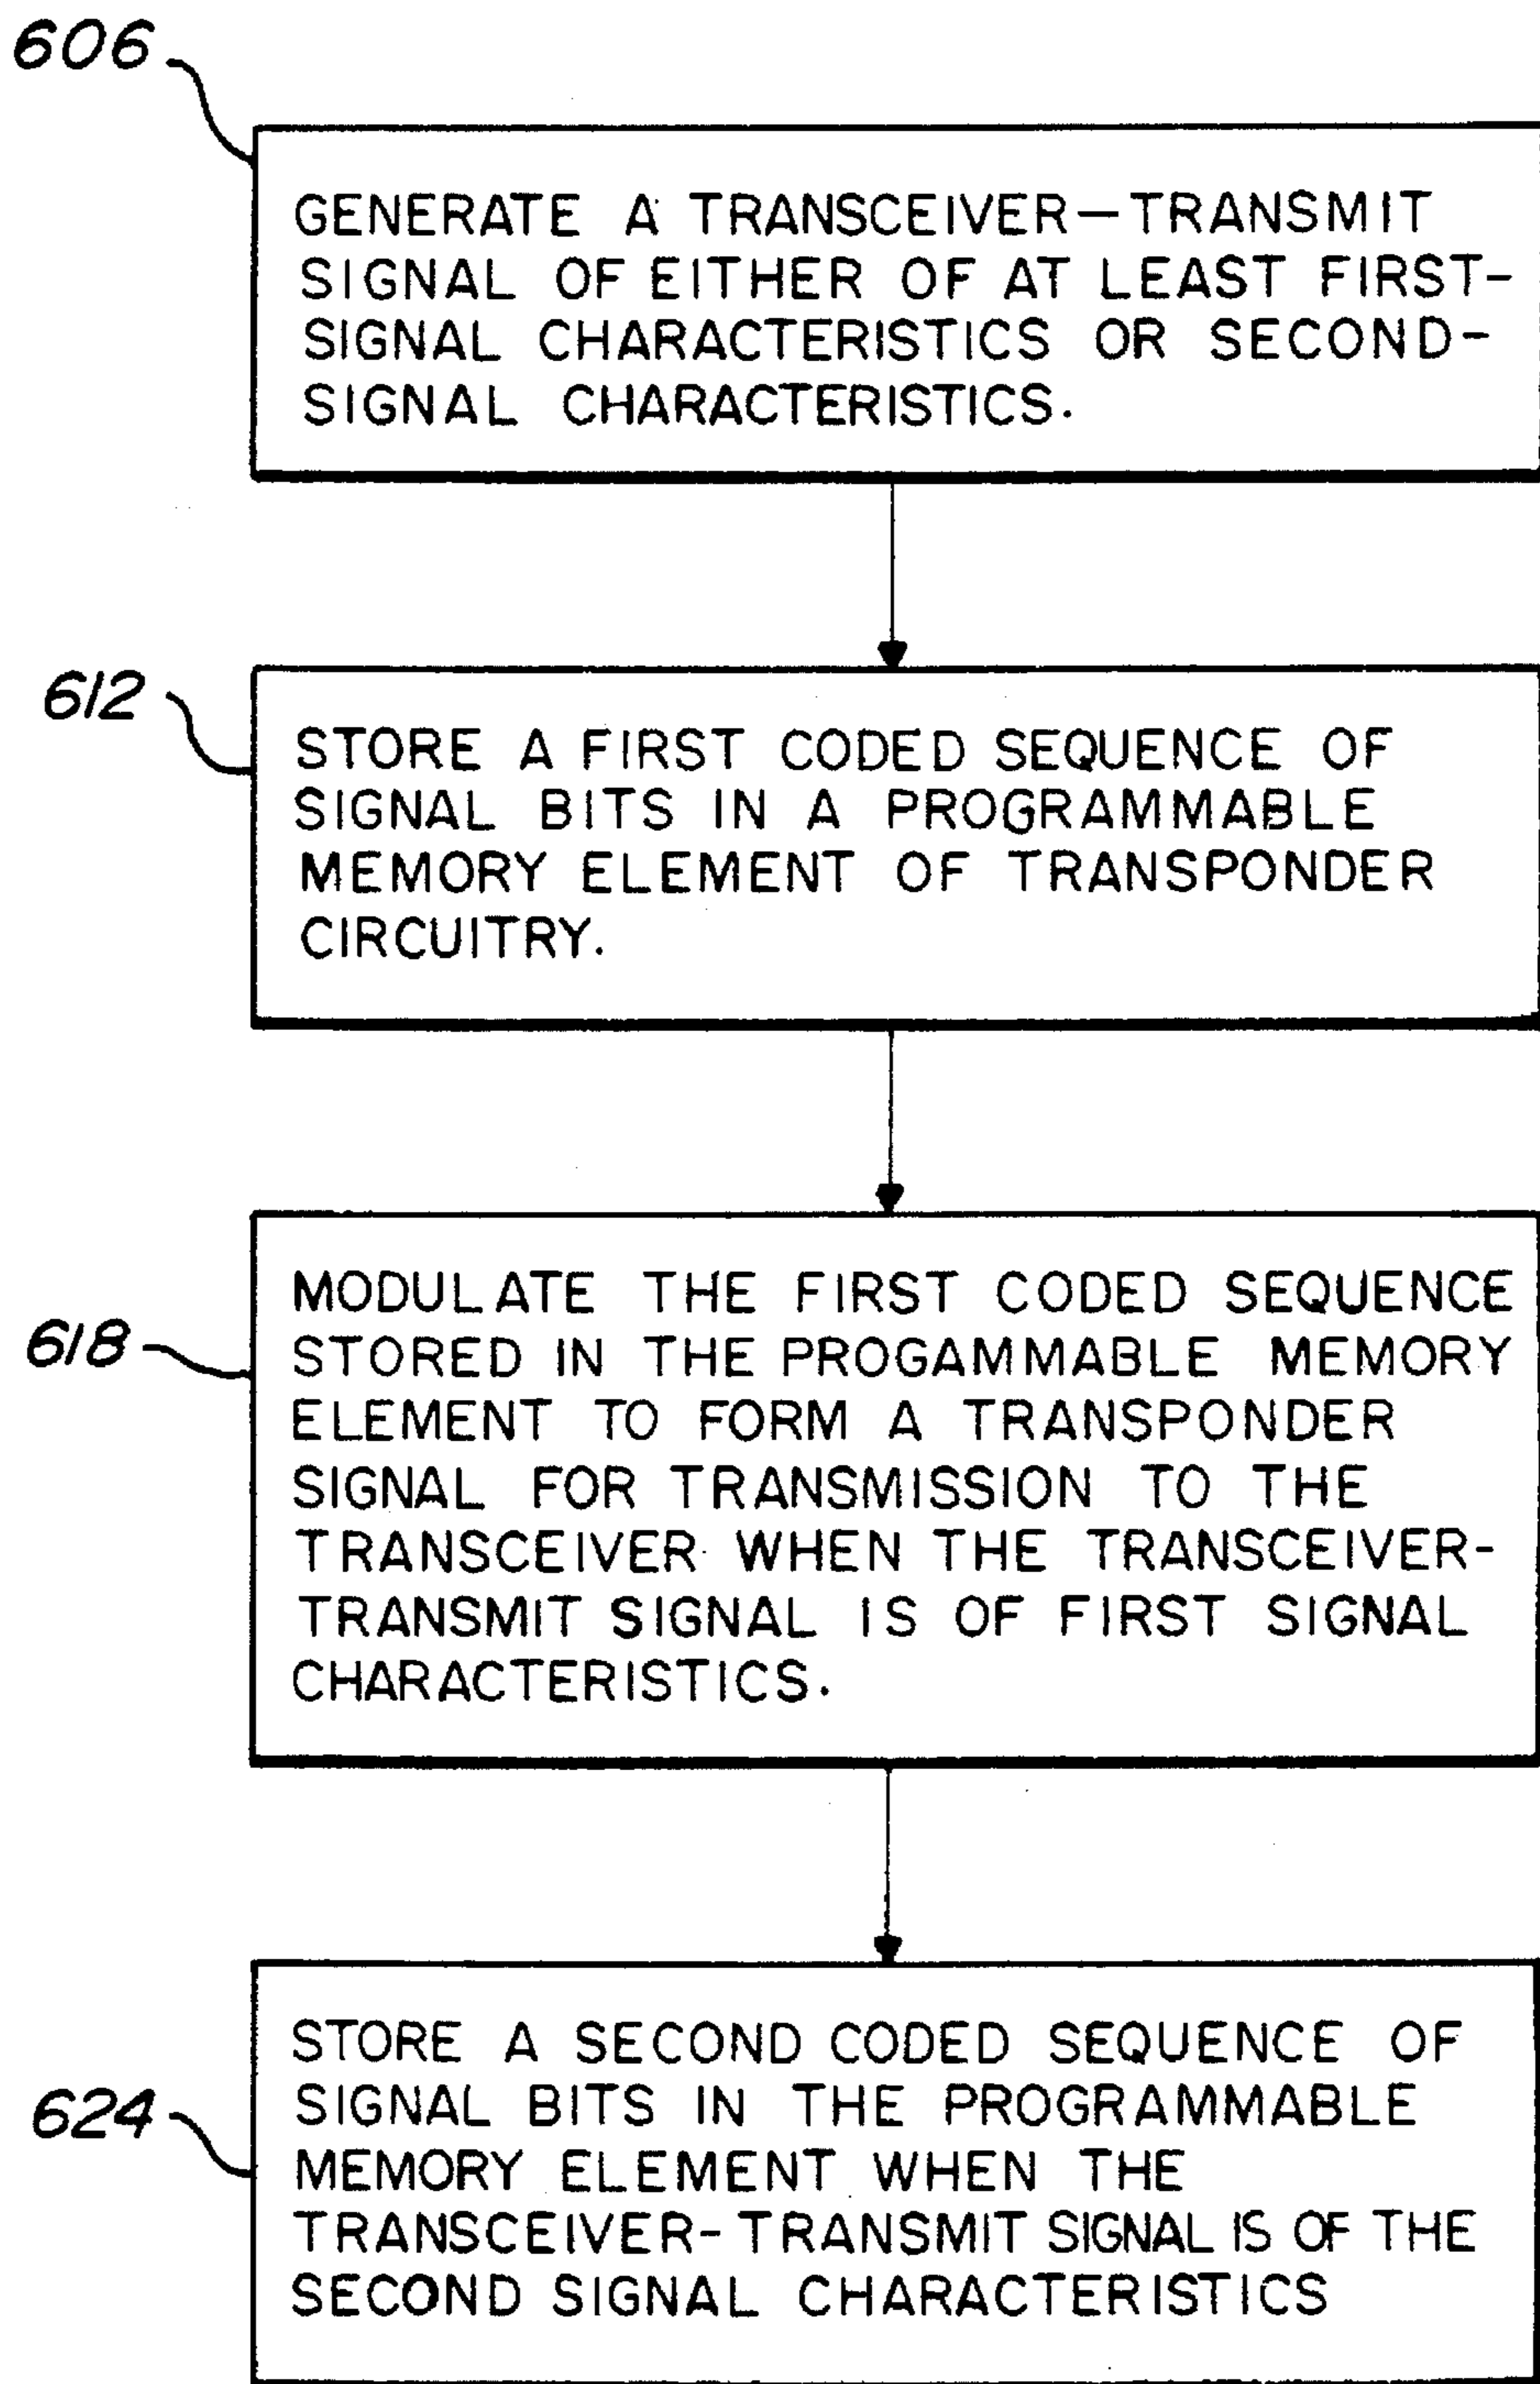 606
GENERATE A TRANSCEIVER—TRANSMIT
SIGNAL OF EITHER OF AT LEAST FIRST-
SIGNAL CHARACTERISTICS OR SECOND-
SIGNAL CHARACTERISTICS.
612
STORE A FIRST CODED SEQUENCE OF
SIGNAL BITS IN A PROGRAMMABLE
MEMORY ELEMENT OF TRANSPONDER
CIRCUITRY.
618
MODULATE THE FIRST CODED SEQUENCE
STORED IN THE PROGAMMABLE MEMORY
ELEMENT TO FORM A TRANSPONDER
SIGNAL FOR TRANSMISSION TO THE
TRANSCEIVER WHEN THE TRANSCEIVER-
TRANSMIT SIGNAL IS OF FIRST SIGNAL
CHARACTERISTICS.
624
STORE A SECOND CODED SEQUENCE OF
SIGNAL BITS IN THE PROGRAMMABLE
MEMORY ELEMENT WHEN THE
TRANSCEIVER-TRANSMIT SIGNAL IS OF THE
SECOND SIGNAL CHARACTERISTICS